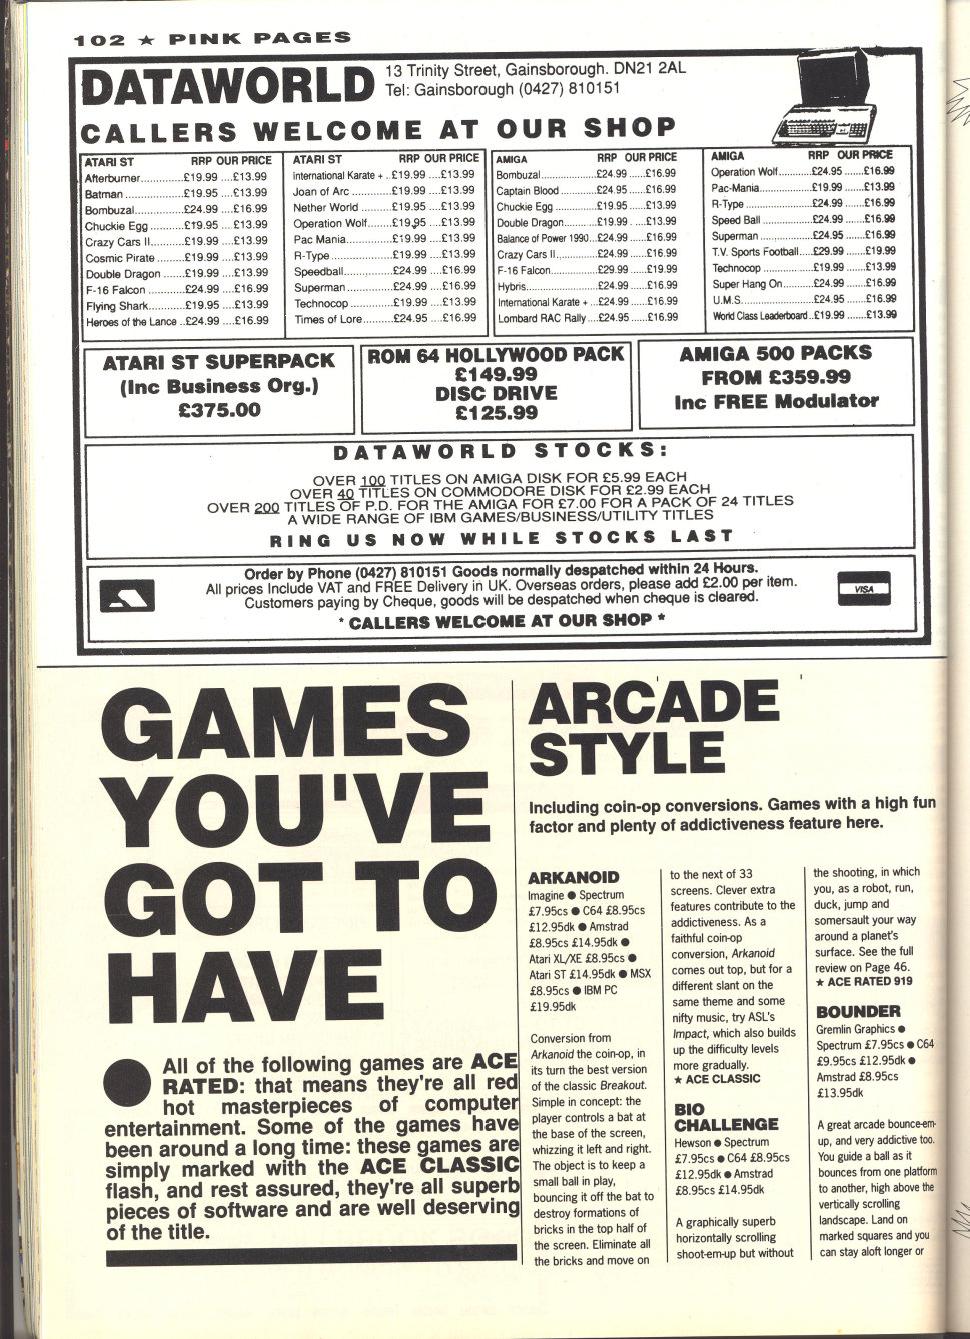 102 ★ PINK PAGES
DATAWORLD
13 Trinity Street, Gainsborough. DN21 2AL
Tel: Gainsborough (0427) 810151
CALLERS WELCOME AT OUR SHOP
ATARI ST RRP OUR PRICE
Afterburner..............£19.99 ....£13.99
Batman ....................£19.95 ....£13.99
Bombuzal................£24.99 ....£16.99
Chuckie Egg ...........£19.95 ....£13.99
Crazy Cars II...........£19.99 ....£13.99
Cosmic Pirate .........£19.99 ....£13.99
Double Dragon .......£19.99 ....£13.99
F-16 Falcon ............£24.99 ....£16.99
Flying Shark............£19.95 ....£13.99
Heroes of the Lance ..£24.99 ....£16.99
ATARI ST RRP OUR PRICE
International Karate + ..£19.99 ....£13.99
Joan of Arc ..............£19.99 ....£13.99
Nether World ...........£19.95 ....£13.99
Operation Wolf.........£19.95 ....£13.99
Pac Mania................£19.99 ....£13.99
R-Type .....................£19.99 ....£13.99
Speedball.................£24.99 ....£16.99
Superman ................£24.99 ....£16.99
Technocop ...............£19.99 ....£13.99
Times of Lore...........£24.95 ....£16.99
AMIGA RRP OUR PRICE
Bombuzal.......................£24.99 ......£16.99
Captain Blood ................£24.95 ......£16.99
Chuckie Egg ..................£19.95 ......£13.99
Double Dragon...............£19.99 ......£13.99
Balance of Power 1990...£24.99 ......£16.99
Crazy Cars II..................£24.99 ......£16.99
F-16 Falcon....................£29.99 ......£19.99
Hybris.............................£24.99 ......£16.99
International Karate + ...£24.99 ......£16.99
Lombard RAC Rally ....£24.95 ......£16.99
AMIGA RRP OUR PRICE
Operation Wolf............£24.95 .......£16.99
Pac-Mania..................£19.99 .......£13.99
R-Type .......................£24.99 .......£16.99
Speed Ball ..................£24.99 .......£16.99
Superman ..................£24.95 .......£16.99
T.V. Sports Football.....£29.99 .......£19.99
Technocop .................£19.99 .......£13.99
Super Hang On...........£24.99 .......£16.99
U.M.S.........................£24.95 .......£16.99
World Class Leaderboard..£19.99 .......£13.99
ATARI ST SUPERPACK
(Inc Business Org.)
£375.00
ROM 64 HOLLYWOOD PACK
£149.99
DISC DRIVE
£125.99
AMIGA 500 PACKS
FROM £359.99
Inc FREE Modulator
DATAWORLD STOCKS:
OVER 100 TITLES ON AMIGA DISK FOR £5.99 EACH
OVER 40 TITLES ON COMMODORE DISK FOR £2.99 EACH
OVER 200 TITLES OF P.D. FOR THE AMIGA FOR £7.00 FOR A PACK OF 24 TITLES
A WIDE RANGE OF IBM GAMES/BUSINESS/UTILITY TITLES
RING US NOW WHILE STOCKS LAST
Order by Phone (0427) 810151 Goods normally despatched within 24 Hours.
All prices Include VAT and FREE Delivery in UK. Overseas orders, please add £2.00 per item.
Customers paying by Cheque, goods will be despatched when cheque is cleared.
VISA
* CALLERS WELCOME AT OUR SHOP *
GAMES
YOU'VE
GOT TO
HAVE
● All of the following games are ACE
RATED: that means they're all red
hot masterpieces of computer
entertainment. Some of the games have
been around a long time: these games are
simply marked with the ACE CLASSIC
flash, and rest assured, they're all superb
pieces of software and are well deserving
of the title.
ARCADE
STYLE
Including coin-op conversions. Games with a high fun
factor and plenty of addictiveness feature here.
ARKANOID
Imagine ● Spectrum
£7.95cs ● C64 £8.95cs
£12.95dk ● Amstrad
£8.95cs £14.95dk ●
Atari XL/XE £8.95cs ●
Atari ST £14.95dk ● MSX
£8.95cs ● IBM PC
£19.95dk
Conversion from
Arkanoid the coin-op, in
its turn the best version
of the classic Breakout.
Simple in concept: the
player controls a bat at
the base of the screen,
whizzing it left and right.
The object is to keep a
small ball in play,
bouncing it off the bat to
destroy formations of
bricks in the top half of
the screen. Eliminate all
the bricks and move on
to the next of 33
screens. Clever extra
features contribute to the
addictiveness. As a
faithful coin-op
conversion, Arkanoid
comes out top, but for a
different slant on the
same theme and some
nifty music, try ASL's
Impact, which also builds
up the difficulty levels
more gradually.
★ ACE CLASSIC
BIO
CHALLENGE
Hewson ● Spectrum
£7.95cs ● C64 £8.95cs
£12.95dk ● Amstrad
£8.95cs £14.95dk
A graphically superb
horizontally scrolling
shoot-em-up but without
the shooting, in which
you, as a robot, run,
duck, jump and
somersault your way
around a planet's
surface. See the full
review on Page 46.
★ ACE RATED 919
BOUNDER
Gremlin Graphics ●
Spectrum £7.95cs ● C64
£9.95cs £12.95dk ●
Amstrad £8.95cs
£13.95dk
A great arcade bounce-em-
up, and very addictive too.
You guide a ball as it
bounces from one platform
to another, high above the
vertically scrolling
landscape. Land on
marked squares and you
can stay aloft longer or